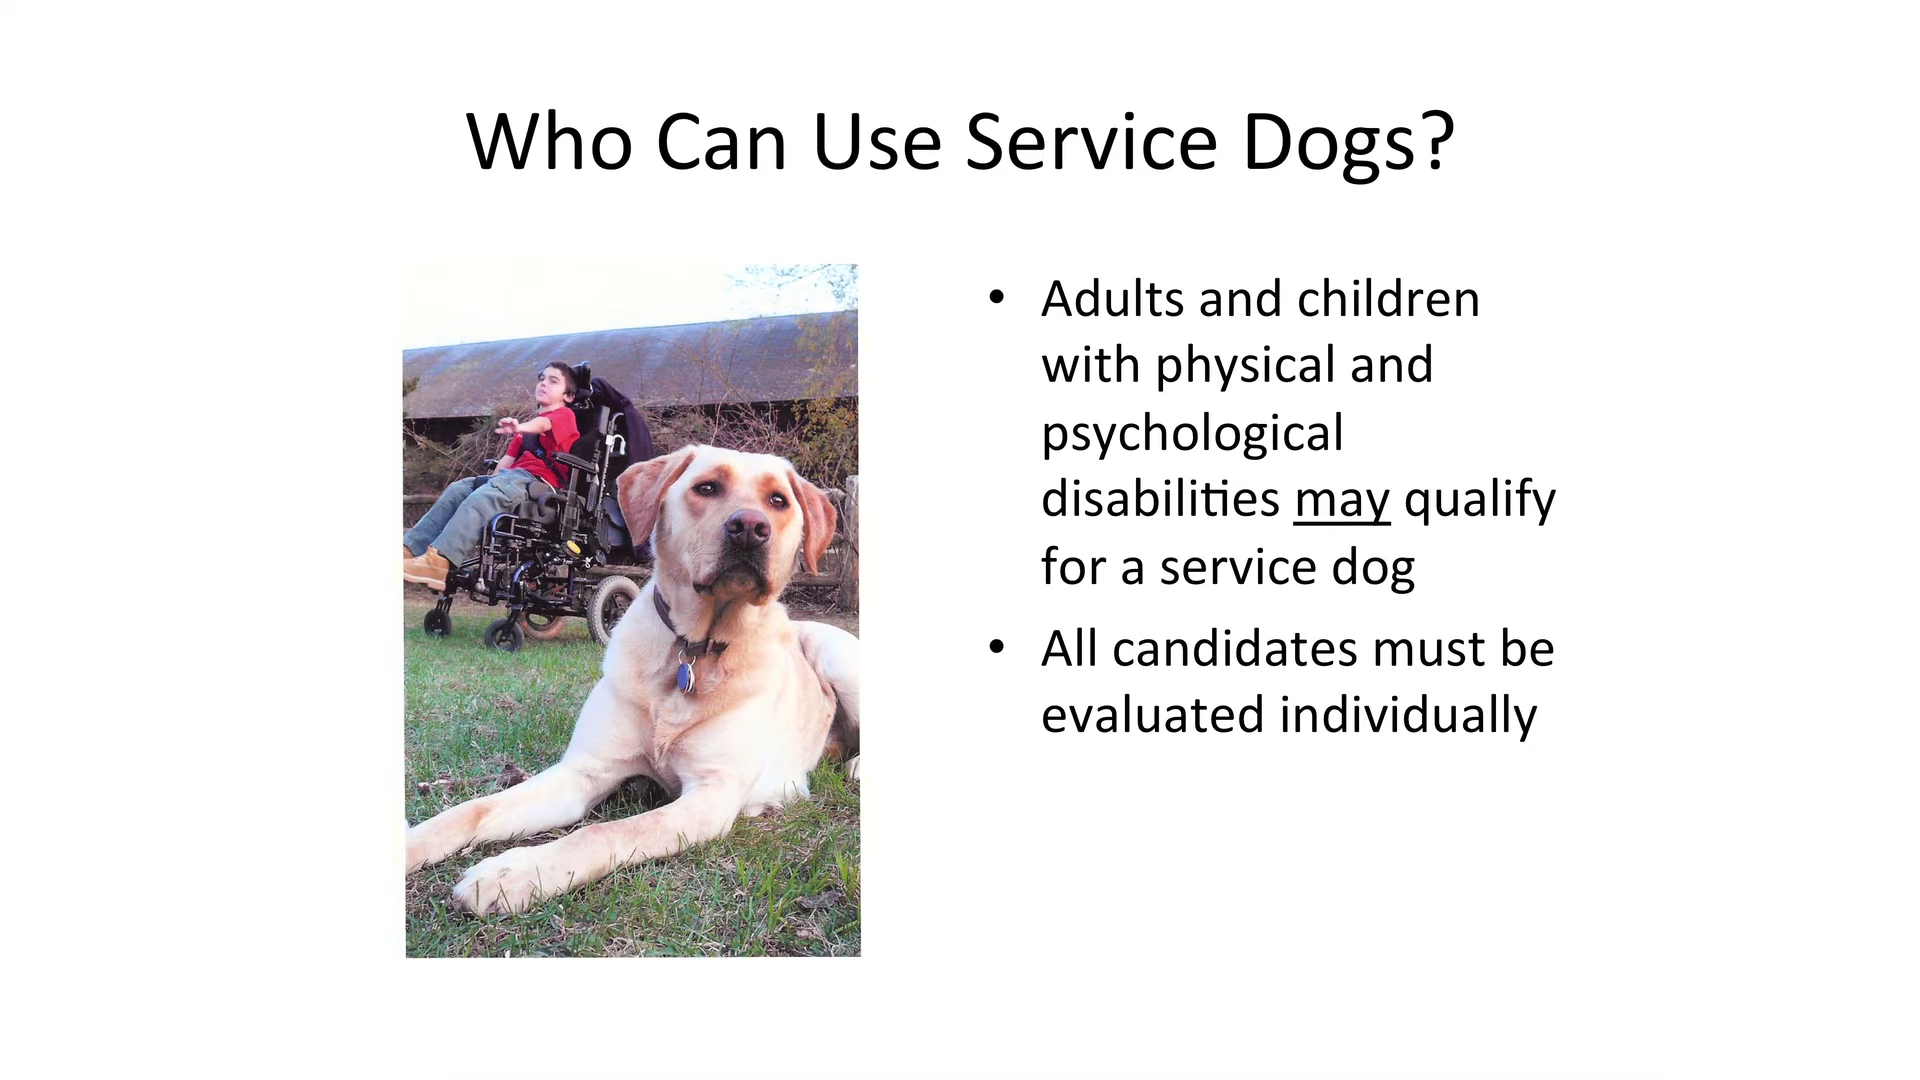 Who Can Use Service Dogs?
• Adults and children
with physical and
psychological
disabilities may qualify
for a service dog
• All candidates must be
evaluated individually